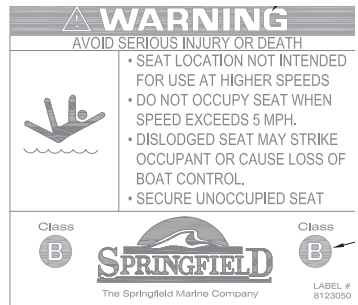 ⚠ WARNING
AVOID SERIOUS INJURY OR DEATH
• SEAT LOCATION NOT INTENDED
FOR USE AT HIGHER SPEEDS
• DO NOT OCCUPY SEAT WHEN
SPEED EXCEEDS 5 MPH.
• DISLODGED SEAT MAY STRIKE
OCCUPANT OR CAUSE LOSS OF
BOAT CONTROL.
• SECURE UNOCCUPIED SEAT
Class
B
SPRINGFIELD
The Springfield Marine Company
Class
B
LABEL #
8123050